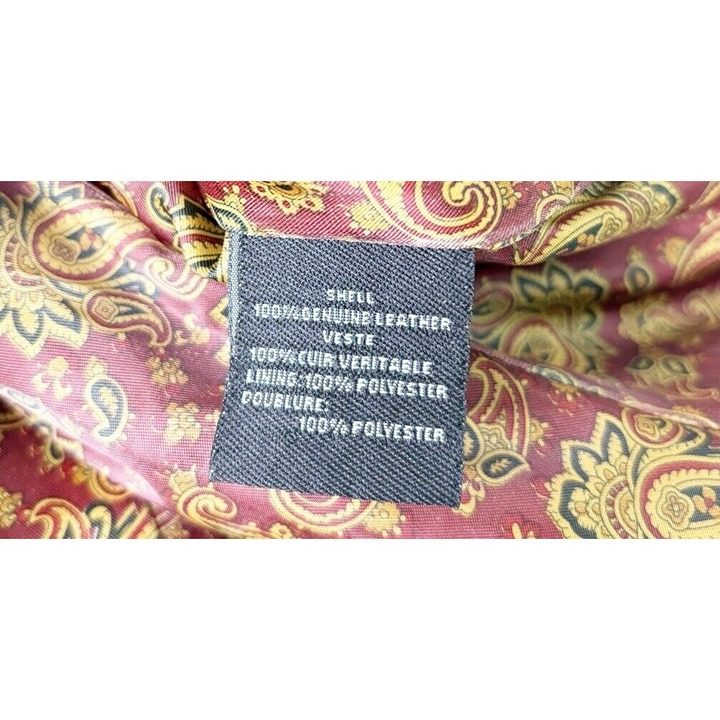 SHELL
100% GENUINE LEATHER
VESTE
100% CUIR VERITABLE
LINING: 100% POLYESTER
DOUBLURE:
100% POLYESTER